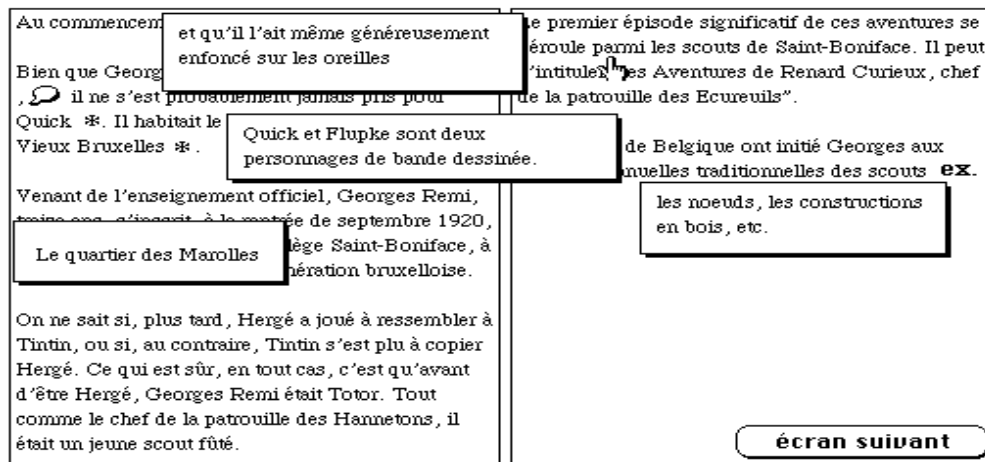 Au commencem
et qu'il l'ait même généreusement
enfoncé sur les oreilles
Bien que Georg
, il ne s'est probablement jamais pris pour
Quick *. Il habitait le
Vieux Bruxelles *.
Quick et Flupke sont deux
personnages de bande dessinée.
Venant de l'enseignement officiel, Georges Remi,
treize ans, s'inscrit, à la rentrée de septembre 1920,
lège Saint-Boniface, à
nération bruxelloise.
Le quartier des Marolles
On ne sait si, plus tard, Hergé a joué à ressembler à
Tintin, ou si, au contraire, Tintin s'est plu à copier
Hergé. Ce qui est sûr, en tout cas, c'est qu'avant
d'être Hergé, Georges Remi était Totor. Tout
comme le chef de la patrouille des Hannetons, il
était un jeune scout fûté.
Le premier épisode significatif de ces aventures se
déroule parmi les scouts de Saint-Boniface. Il peut
s'intituler es Aventures de Renard Curieux, chef
de la patrouille des Ecureuils".
de Belgique ont initié Georges aux
nuelles traditionnelles des scouts ex.
les noeuds, les constructions
en bois, etc.
écran suivant